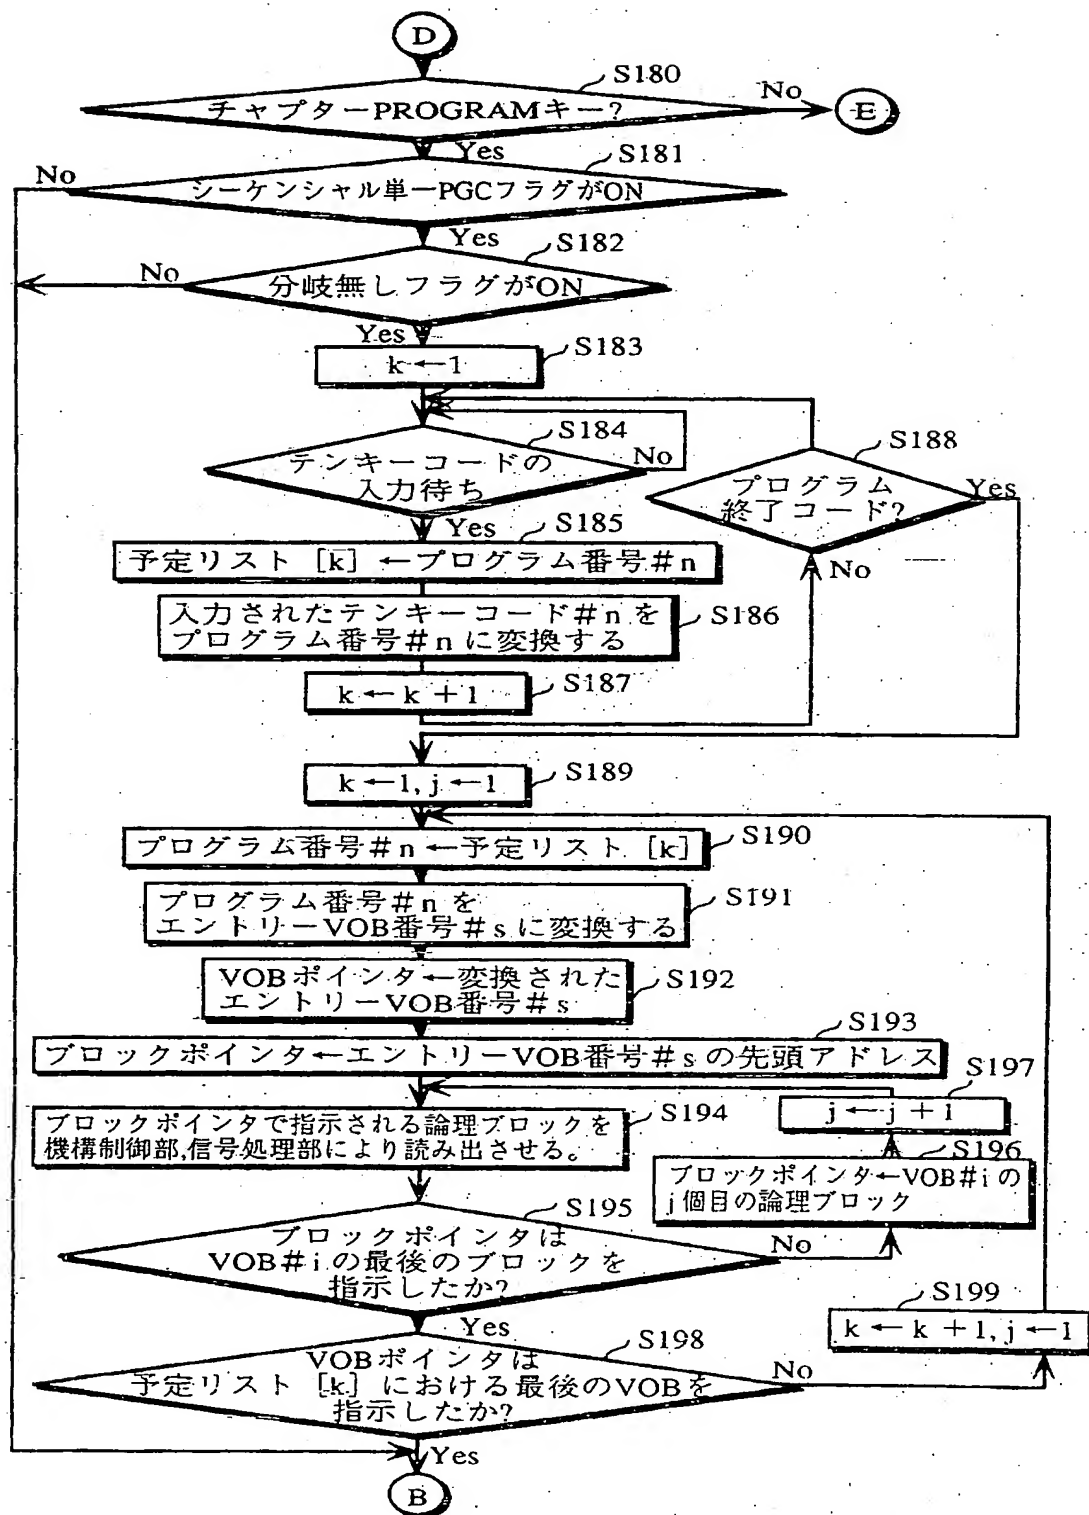 D
S180
チャプターPROGRAMキー?
No
E
Yes
S181
No
シーケンシャル単一PGCフラグがON
Yes
S182
No
分岐無しフラグがON
Yes
S183
k←1
S184
テンキーコードの
入力待ち
No
S188
プログラム
終了コード?
Yes
No
Yes
S185
予定リスト [k] ←プログラム番号#n
入力されたテンキーコード#nを
プログラム番号#nに変換する
S186
k←k+1
S187
k←1, j←1
S189
プログラム番号#n←予定リスト [k]
S190
プログラム番号#nを
エントリーVOB番号#sに変換する
S191
VOBポインタ←変換された
エントリーVOB番号#s
S192
S193
ブロックポインタ←エントリーVOB番号#sの先頭アドレス
S197
j←j+1
ブロックポインタで指示される論理ブロックを
機構制御部,信号処理部により読み出させる。
S194
S196
ブロックポインタ←VOB#iの
j個目の論理ブロック
S195
ブロックポインタは
VOB#iの最後のブロックを
指示したか?
No
Yes
S199
k←k+1, j←1
S198
VOBポインタは
予定リスト [k] における最後のVOBを
指示したか?
No
Yes
B